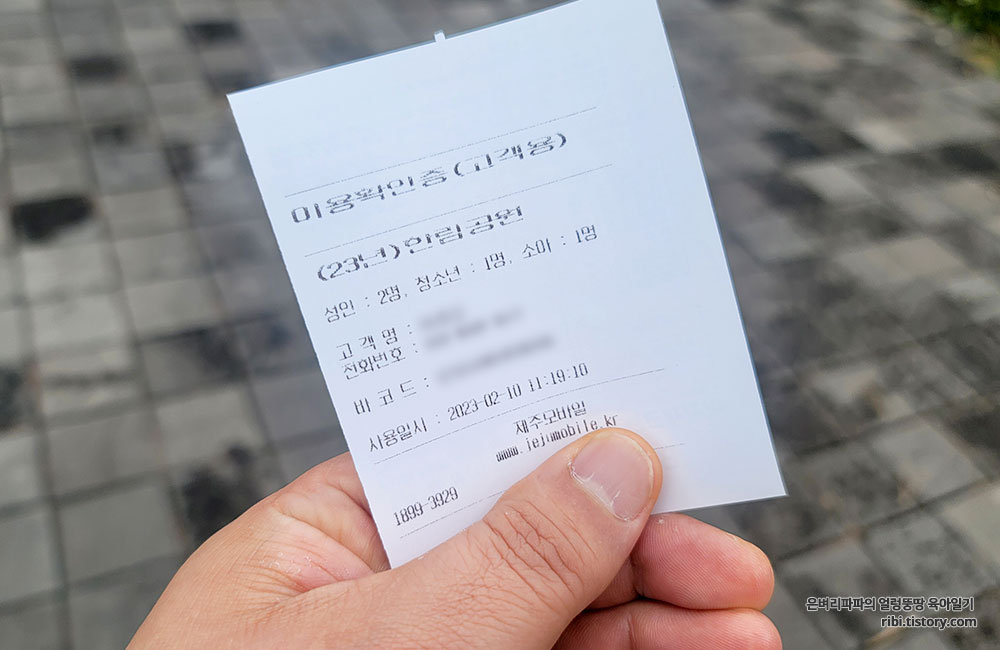 이용확인증(고객용)
(23년)한림공원
성인 : 2명, 청소년 : 1명, 소아 : 1명
고 객 명 :
전화번호 :
바 코 드 :
사용일시 : 2023-02-10 11:19:10
제주모바일
www.jejumobile.kr
1899-3929
은벼리파파의 얼렁뚱땅 육아일기
ribi.tistory.com